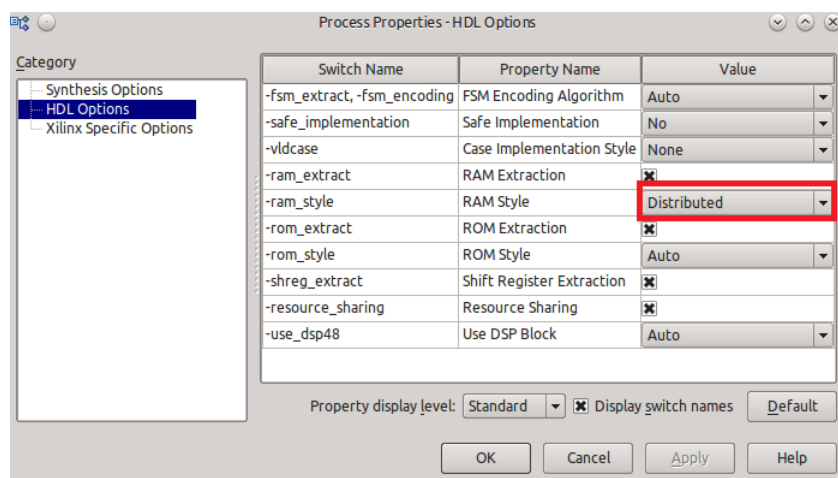 Process Properties - HDL Options
Category
Synthesis Options
HDL Options
Xilinx Specific Options
Switch Name Property Name Value
-fsm_extract, -fsm_encoding FSM Encoding Algorithm Auto
-safe_implementation Safe Implementation No
-vldcase Case Implementation Style None
-ram_extract RAM Extraction
-ram_style RAM Style Distributed
-rom_extract ROM Extraction
-rom_style ROM Style Auto
-shreg_extract Shift Register Extraction
-resource_sharing Resource Sharing
-use_dsp48 Use DSP Block Auto
Property display level: Standard Display switch names Default
OK Cancel Apply Help